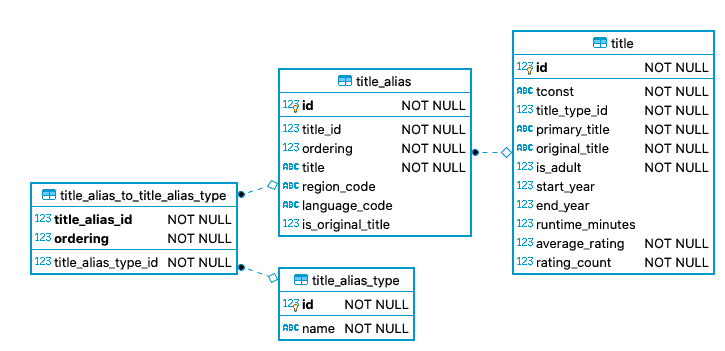 title
123 id NOT NULL
ABC tconst NOT NULL
123 title_type_id NOT NULL
ABC primary_title NOT NULL
ABC original_title NOT NULL
123 is_adult NOT NULL
123 start_year
123 end_year
123 runtime_minutes
123 average_rating NOT NULL
123 rating_count NOT NULL
title_alias
123 id NOT NULL
123 title_id NOT NULL
123 ordering NOT NULL
ABC title NOT NULL
ABC region_code
ABC language_code
123 is_original_title
title_alias_to_title_alias_type
123 title_alias_id NOT NULL
123 ordering NOT NULL
123 title_alias_type_id NOT NULL
title_alias_type
123 id NOT NULL
ABC name NOT NULL